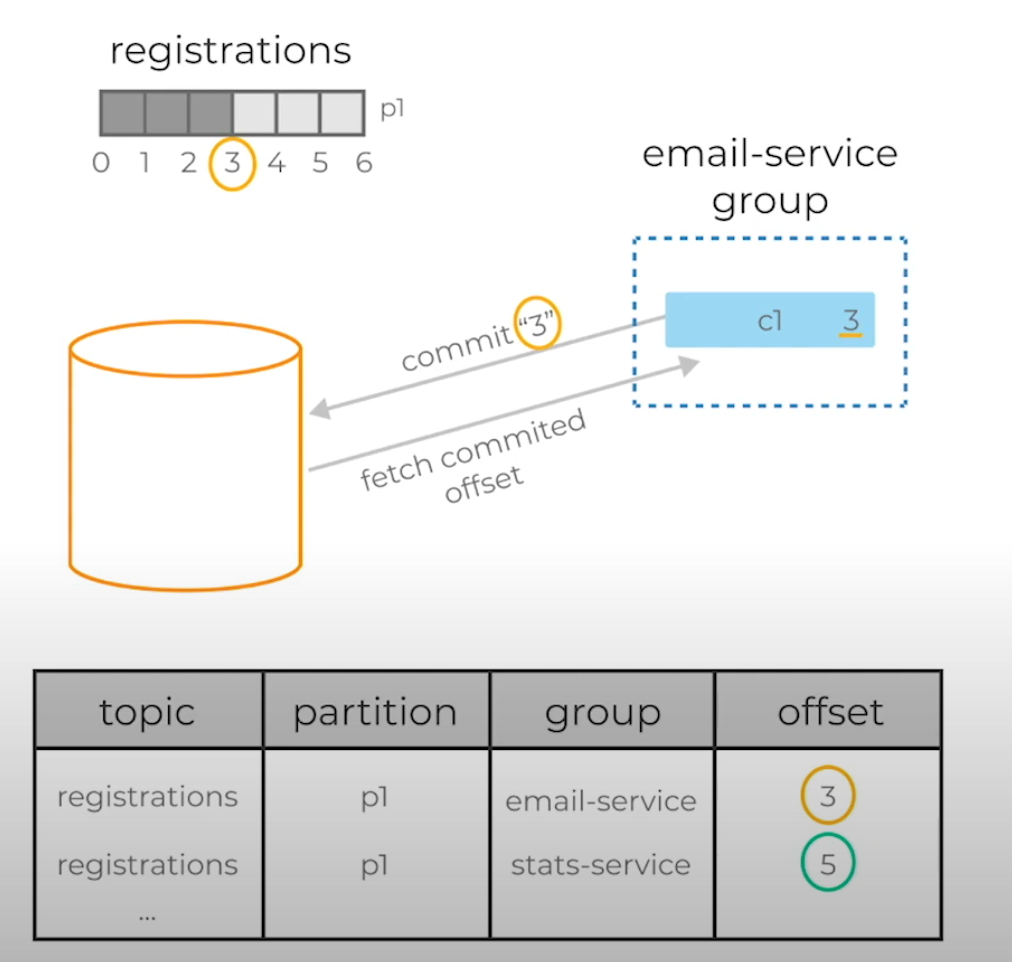 registrations
p1
0 1 2 3 4 5 6
email-service
group
c1 3
commit “3”
fetch commited
offset
topic partition group offset
registrations p1 email-service 3
registrations p1 stats-service 5
...